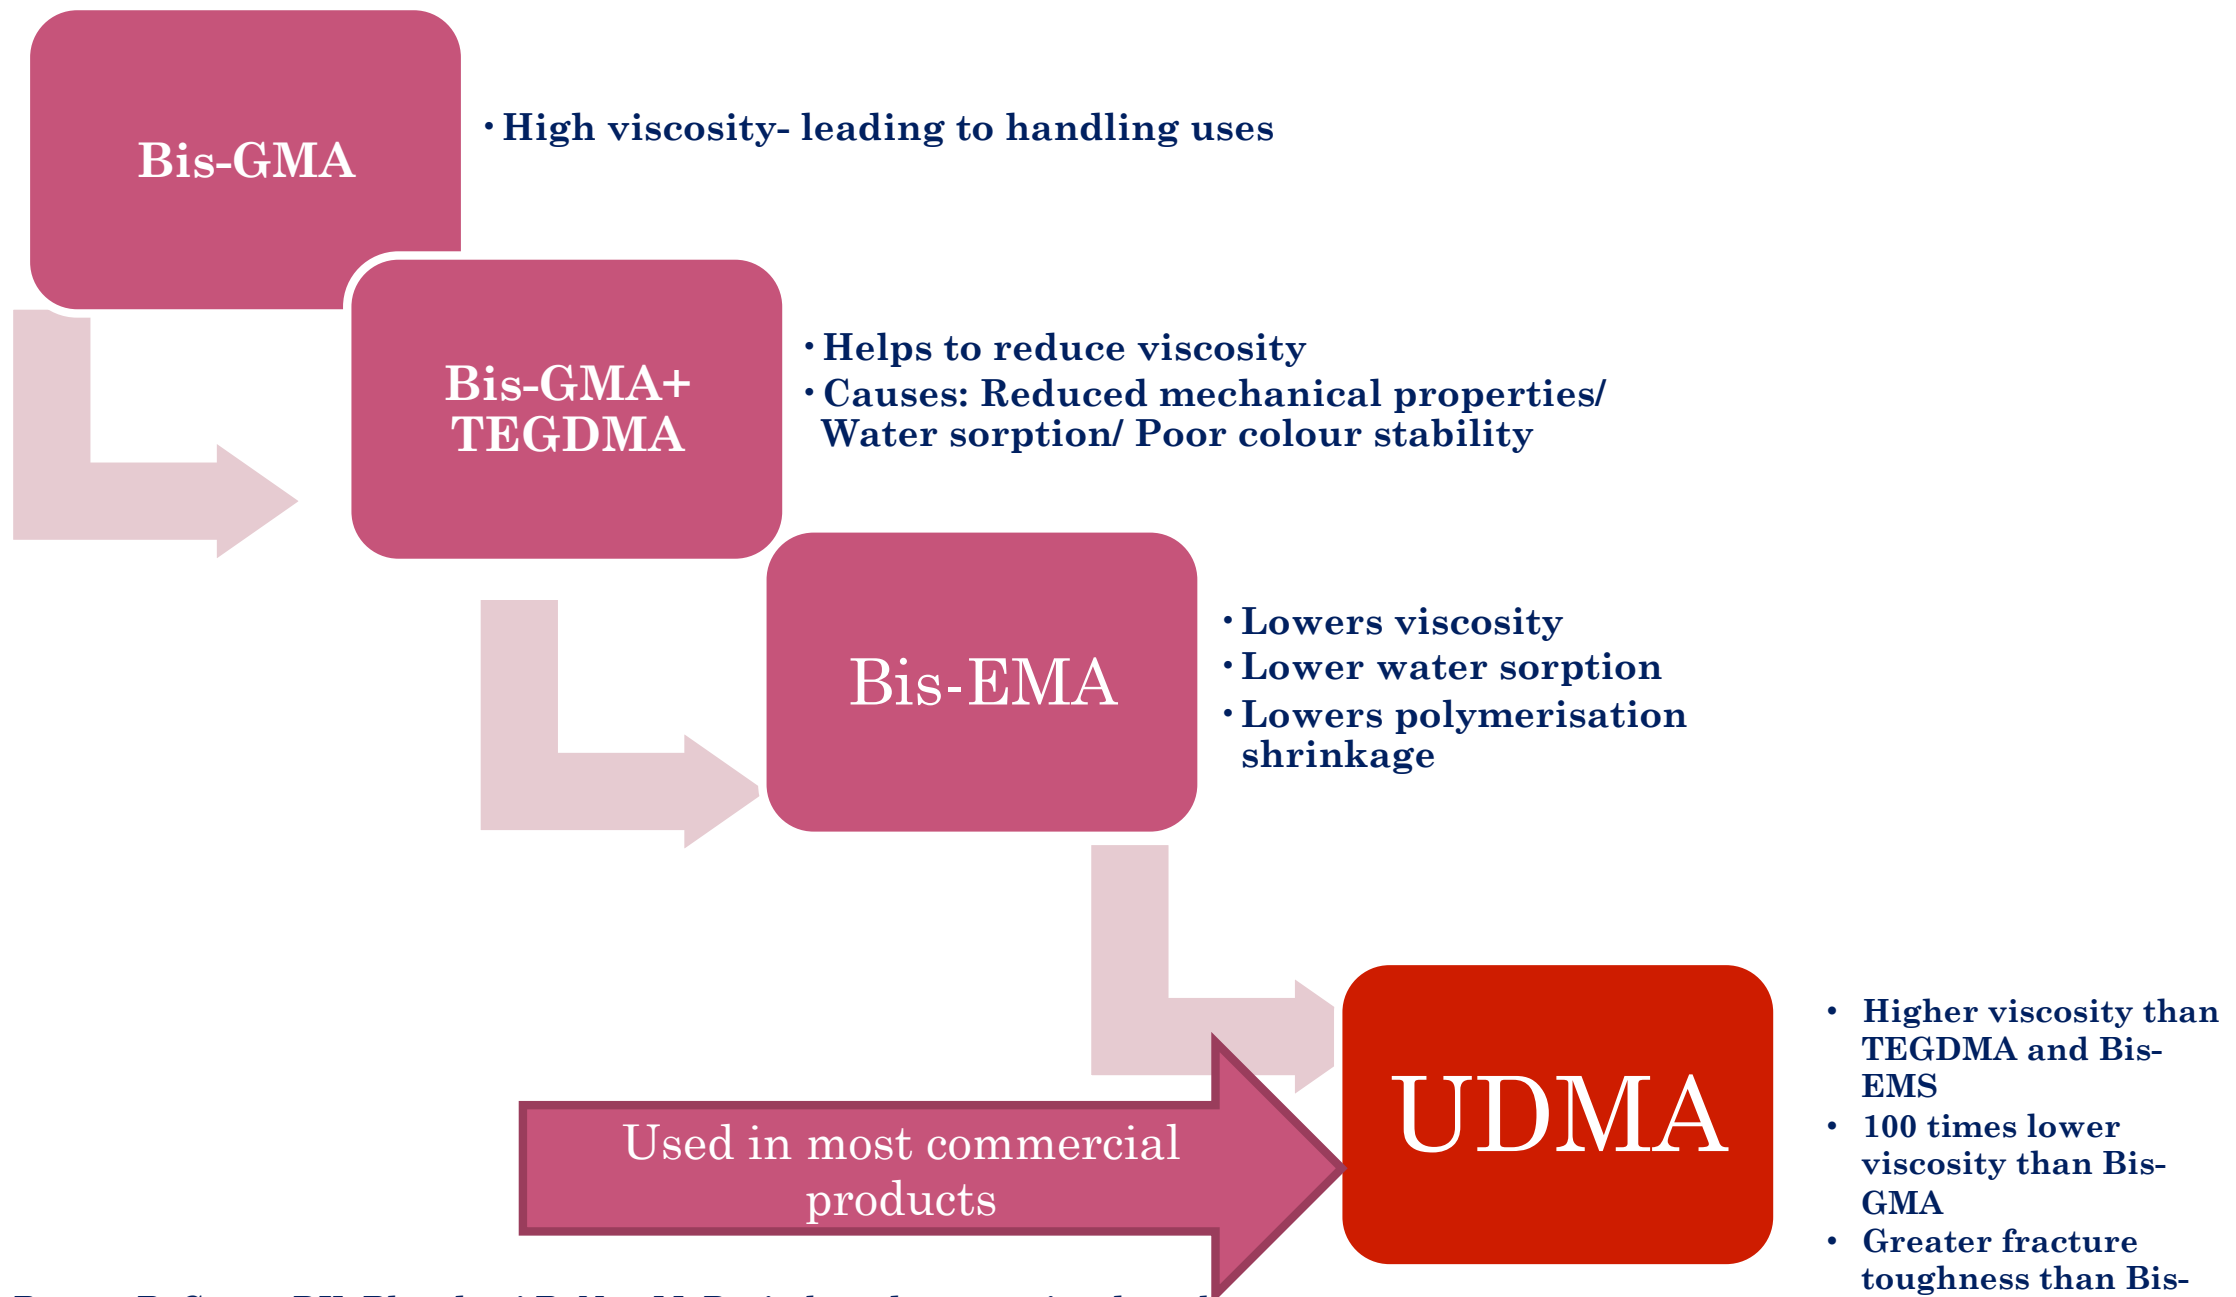 Bis-GMA
• High viscosity- leading to handling uses
Bis-GMA+
TEGDMA
• Helps to reduce viscosity
• Causes: Reduced mechanical properties/
Water sorption/ Poor colour stability
Bis-EMA
• Lowers viscosity
• Lower water sorption
• Lowers polymerisation
shrinkage
UDMA
Used in most commercial
products
• Higher viscosity than
TEGDMA and Bis-
EMS
• 100 times lower
viscosity than Bis-
GMA
• Greater fracture
toughness than Bis-